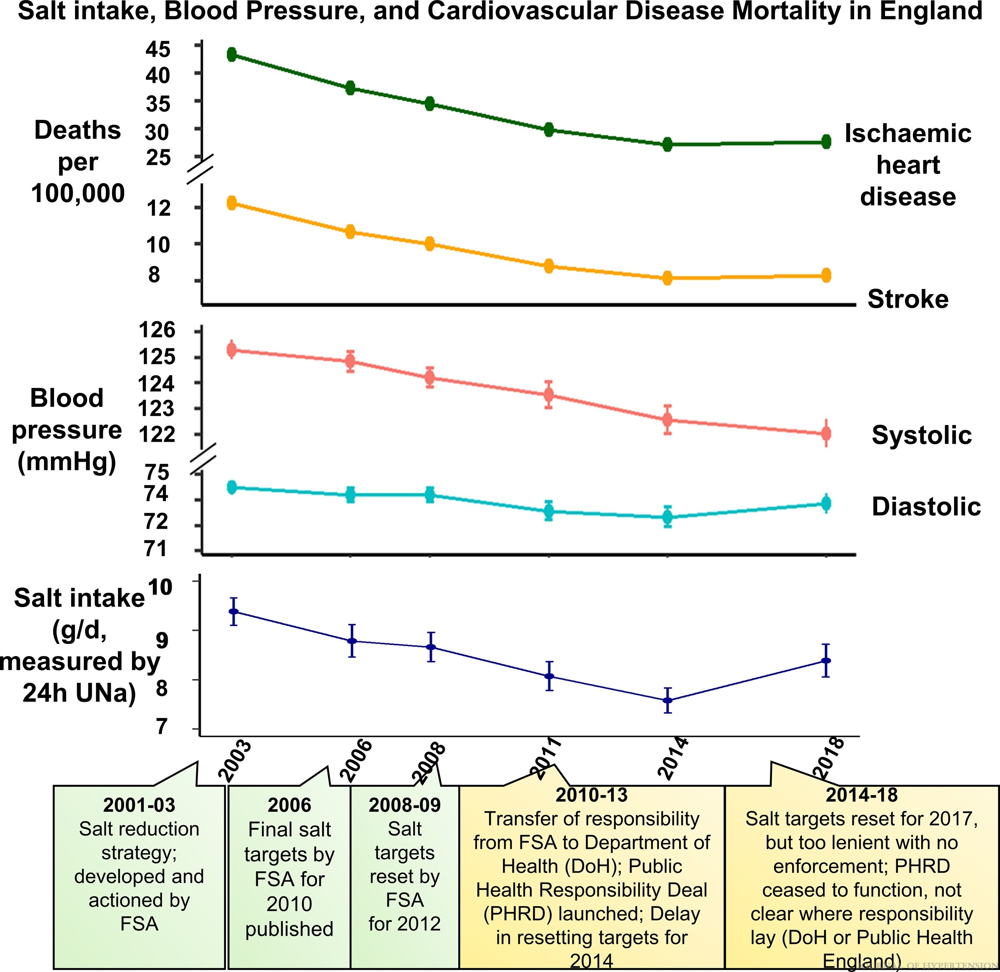 Salt intake, Blood Pressure, and Cardiovascular Disease Mortality in England
45
40
35
30
25
12
10
8
Deaths
per
100,000
Ischaemic
heart
disease
Stroke
126
125
124
123
122
75
74
72
71
Blood
pressure
(mmHg)
Systolic
Diastolic
10
9
8
7
Salt intake
(g/d,
measured by
24h UNa)
2003
2006
2008
2011
2014
2018
2001-03
Salt reduction
strategy;
developed and
actioned by
FSA
2006
Final salt
targets by
FSA for
2010
published
2008-09
Salt
targets
reset by
FSA
for 2012
2010-13
Transfer of responsibility
from FSA to Department of
Health (DoH); Public
Health Responsibility Deal
(PHRD) launched; Delay
in resetting targets for
2014
2014-18
Salt targets reset for 2017,
but too lenient with no
enforcement; PHRD
ceased to function, not
clear where responsibility
lay (DoH or Public Health
England)
JOURNAL OF HYPERTENSION